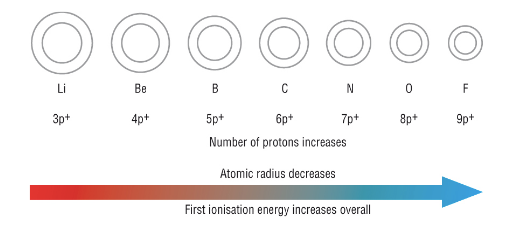 Li Be B C N O F
3p+ 4p+ 5p+ 6p+ 7p+ 8p+ 9p+
Number of protons increases
Atomic radius decreases
First ionisation energy increases overall